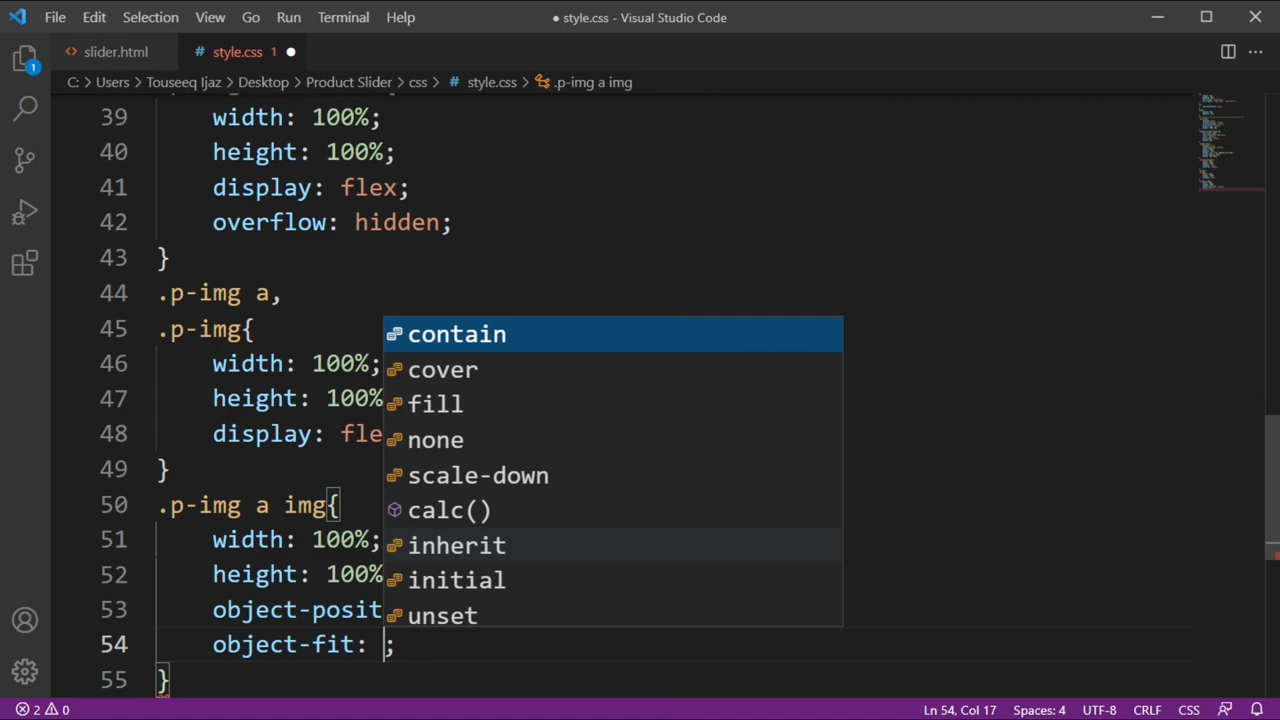 File Edit Selection View Go Run Terminal Help ● style.css - Visual Studio Code
<> slider.html # style.css 1 ●
C: > Users > Touseeq Ijaz > Desktop > Product Slider > css > # style.css > .p-img a img
1
39 width: 100%;
40 height: 100%;
41 display: flex;
42 overflow: hidden;
43 }
44 .p-img a,
45 .p-img{
46 width: 100%;
47 height: 100%
48 display: fle
49 }
50 .p-img a img{
51 width: 100%;
52 height: 100%
53 object-posit
54 object-fit: ;
55 }
contain
cover
fill
none
scale-down
calc()
inherit
initial
unset
2 0 Ln 54, Col 17 Spaces: 4 UTF-8 CRLF CSS